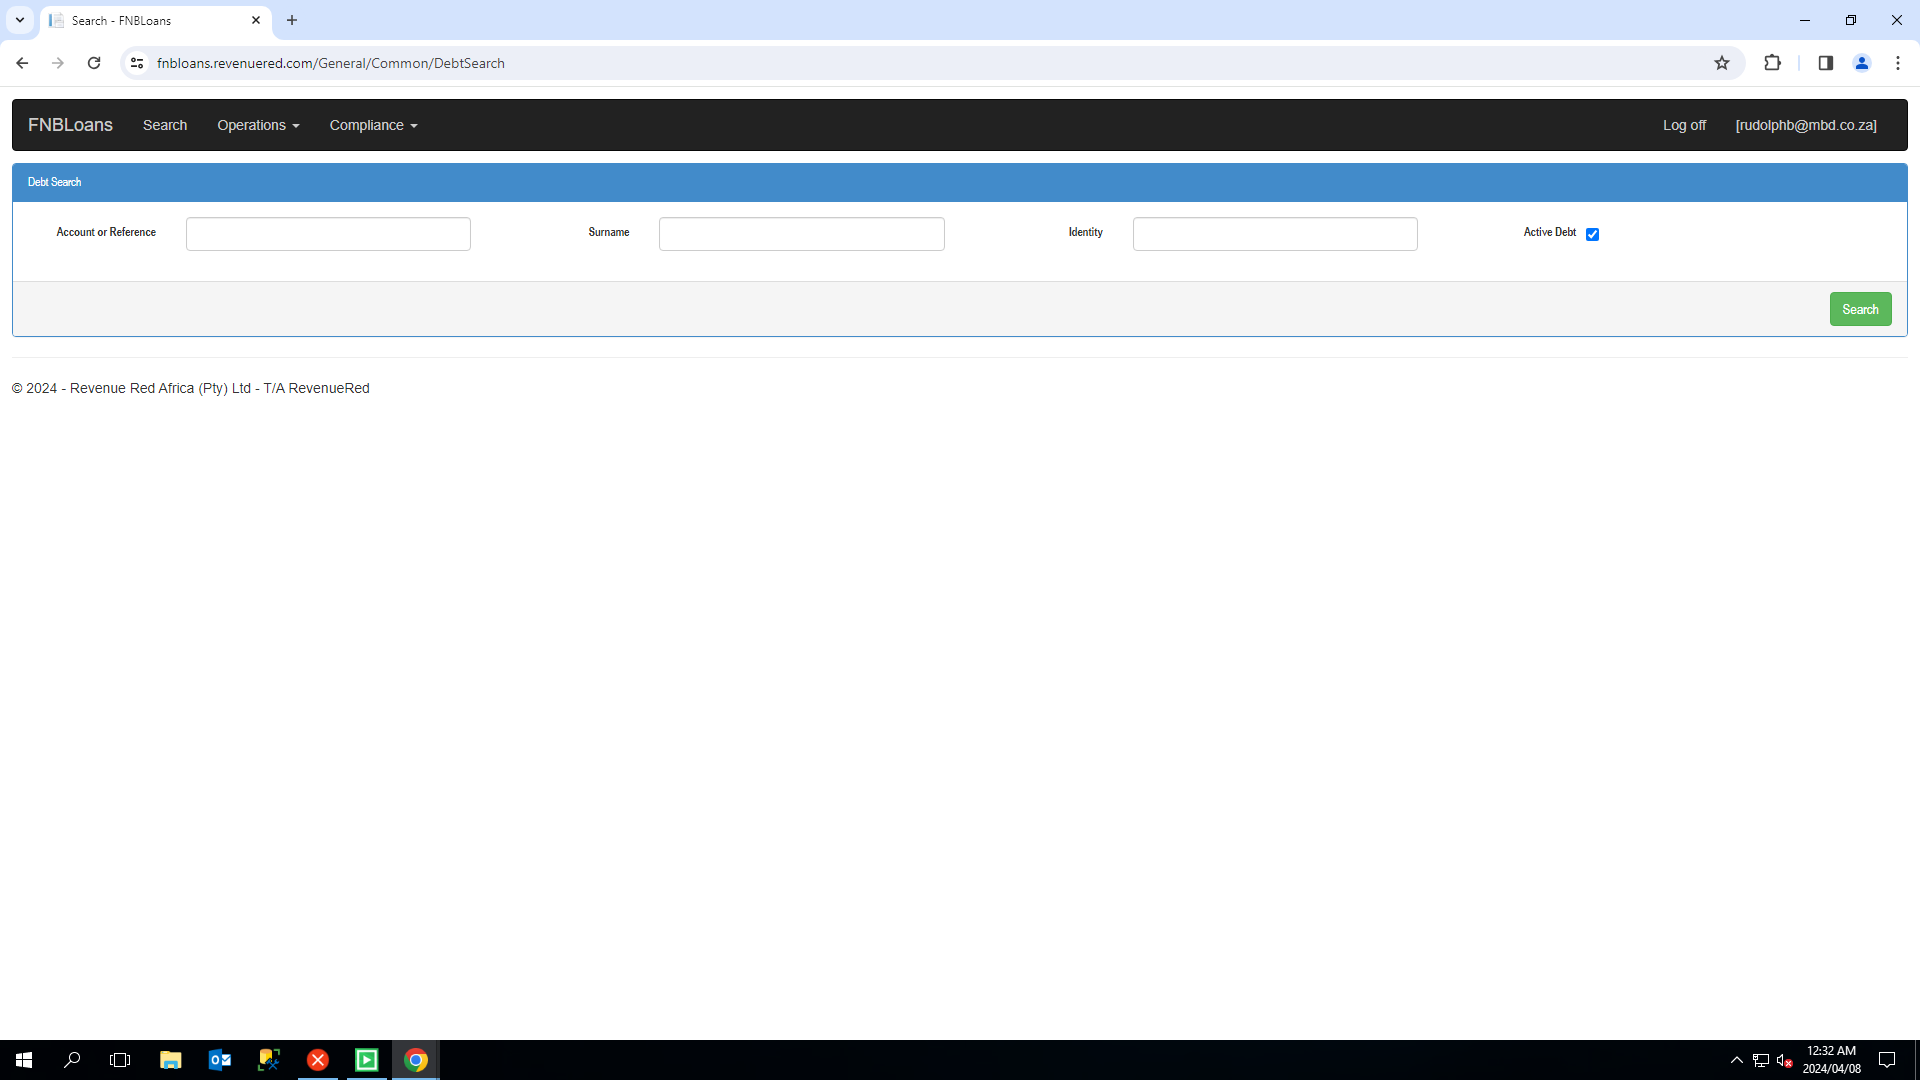 Search - FNBLoans
fnbloans.revenuered.com/General/Common/DebtSearch
FNBLoans Search Operations Compliance Log off [rudolphb@mbd.co.za]
Debt Search
Account or Reference Surname Identity Active Debt
Search
© 2024 - Revenue Red Africa (Pty) Ltd - T/A RevenueRed
12:32 AM
2024/04/08